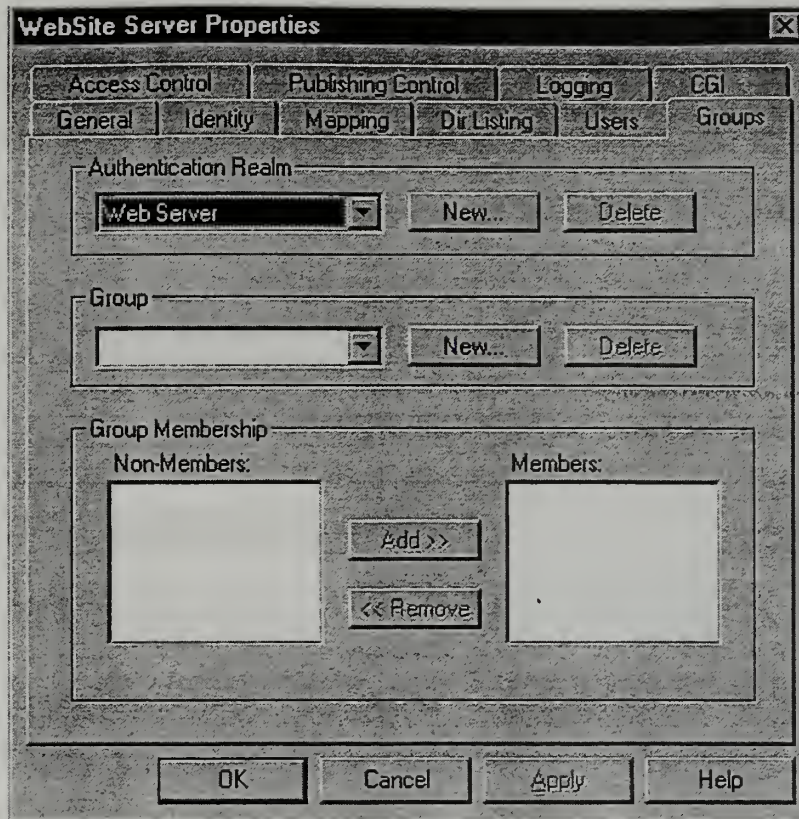 WebSite Server Properties
Access Control Publishing Control Logging CGI
General Identity Mapping Dir Listing Users Groups
Authentication Realm
Web Server New... Delete
Group
New... Delete
Group Membership
Non-Members: Members:
Add >>
<< Remove
OK Cancel Apply Help